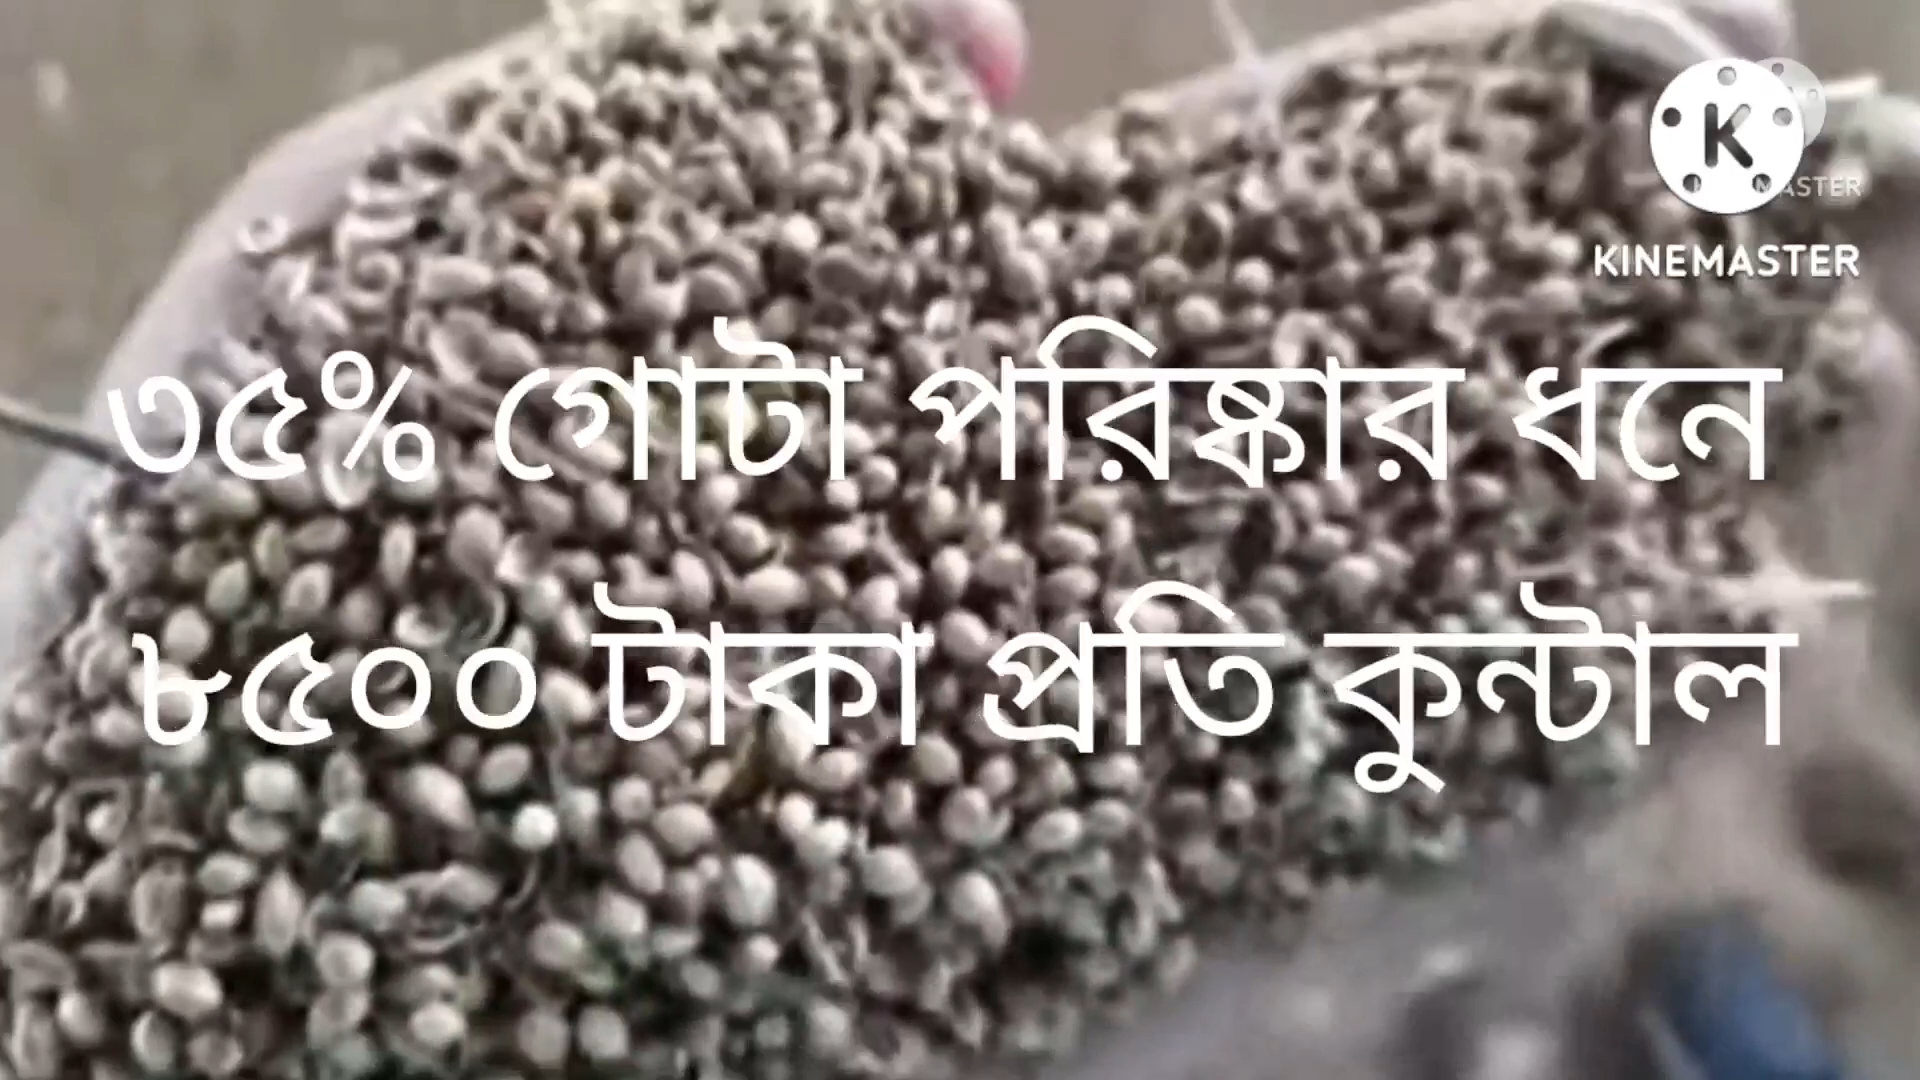 KINEMASTER
৩৫% গোটা পরিষ্কার ধনে
৮৫০০ টাকা প্রতি কুন্টাল